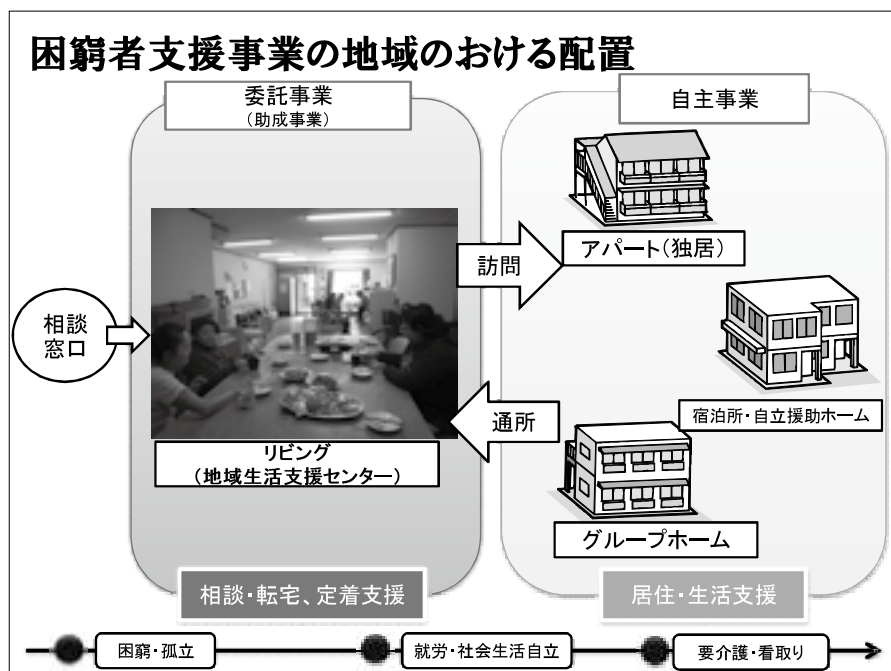 困窮者支援事業の地域のおける配置
委託事業
(助成事業)
自主事業
アパート(独居)
訪問
相談
窓口
宿泊所・自立援助ホーム
通所
リビング
(地域生活支援センター)
グループホーム
相談・転宅、定着支援
居住・生活支援
困窮・孤立
就労・社会生活自立
要介護・看取り